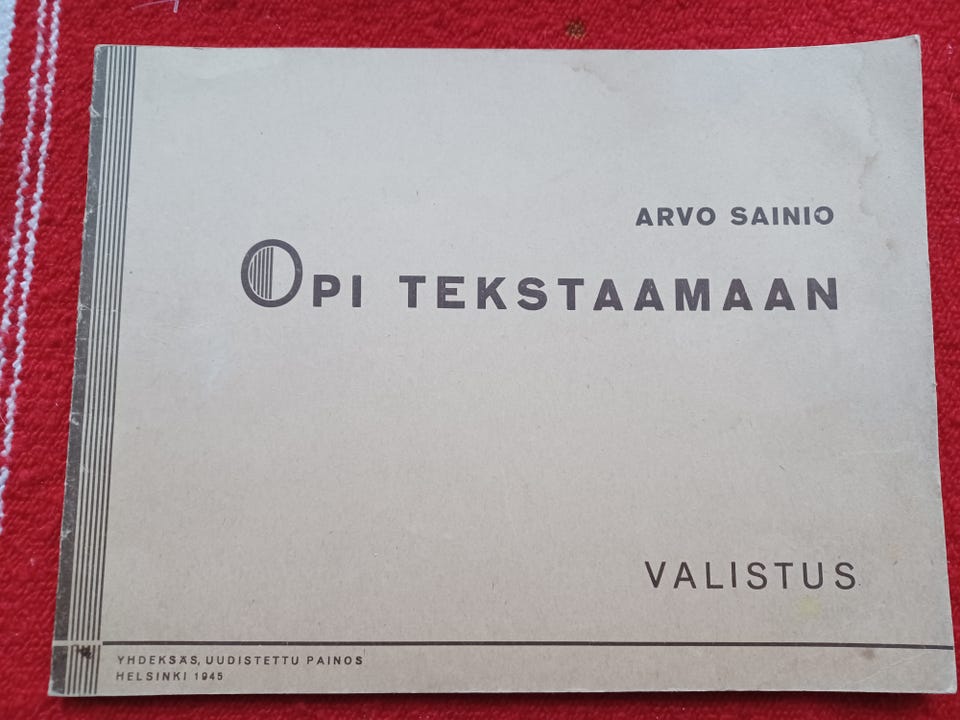 ARVO SAINIO
OPI TEKSTAAMAAN
VALISTUS
YHDEKSÄS, UUDISTETTU PAINOS
HELSINKI 1945